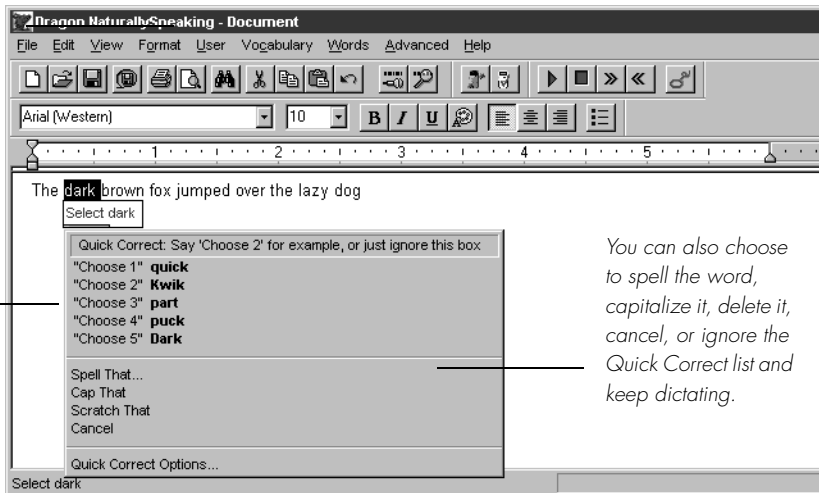 Dragon NaturallySpeaking - Document
File Edit View Format User Vocabulary Words Advanced Help
Arial (Western) 10 B I U
1 2 3 4 5
The dark brown fox jumped over the lazy dog
Select dark
Quick Correct: Say 'Choose 2' for example, or just ignore this box
"Choose 1" quick
"Choose 2" Kwik
"Choose 3" part
"Choose 4" puck
"Choose 5" Dark
Spell That...
Cap That
Scratch That
Cancel
Quick Correct Options...
Select dark
You can also choose
to spell the word,
capitalize it, delete it,
cancel, or ignore the
Quick Correct list and
keep dictating.